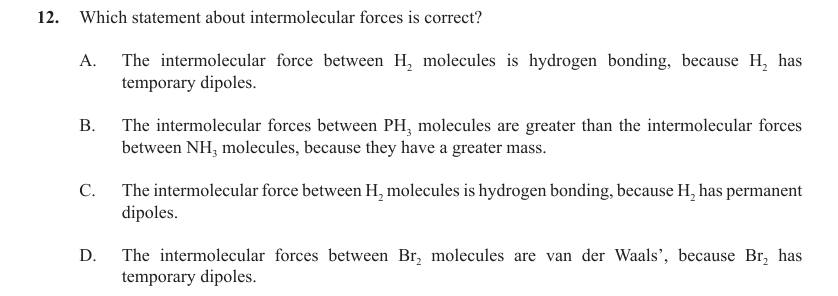 12. Which statement about intermolecular forces is correct?
A. The intermolecular force between H₂ molecules is hydrogen bonding, because H₂ has
temporary dipoles.
B. The intermolecular forces between PH₃ molecules are greater than the intermolecular forces
between NH₃ molecules, because they have a greater mass.
C. The intermolecular force between H₂ molecules is hydrogen bonding, because H₂ has permanent
dipoles.
D. The intermolecular forces between Br₂ molecules are van der Waals’, because Br₂ has
temporary dipoles.